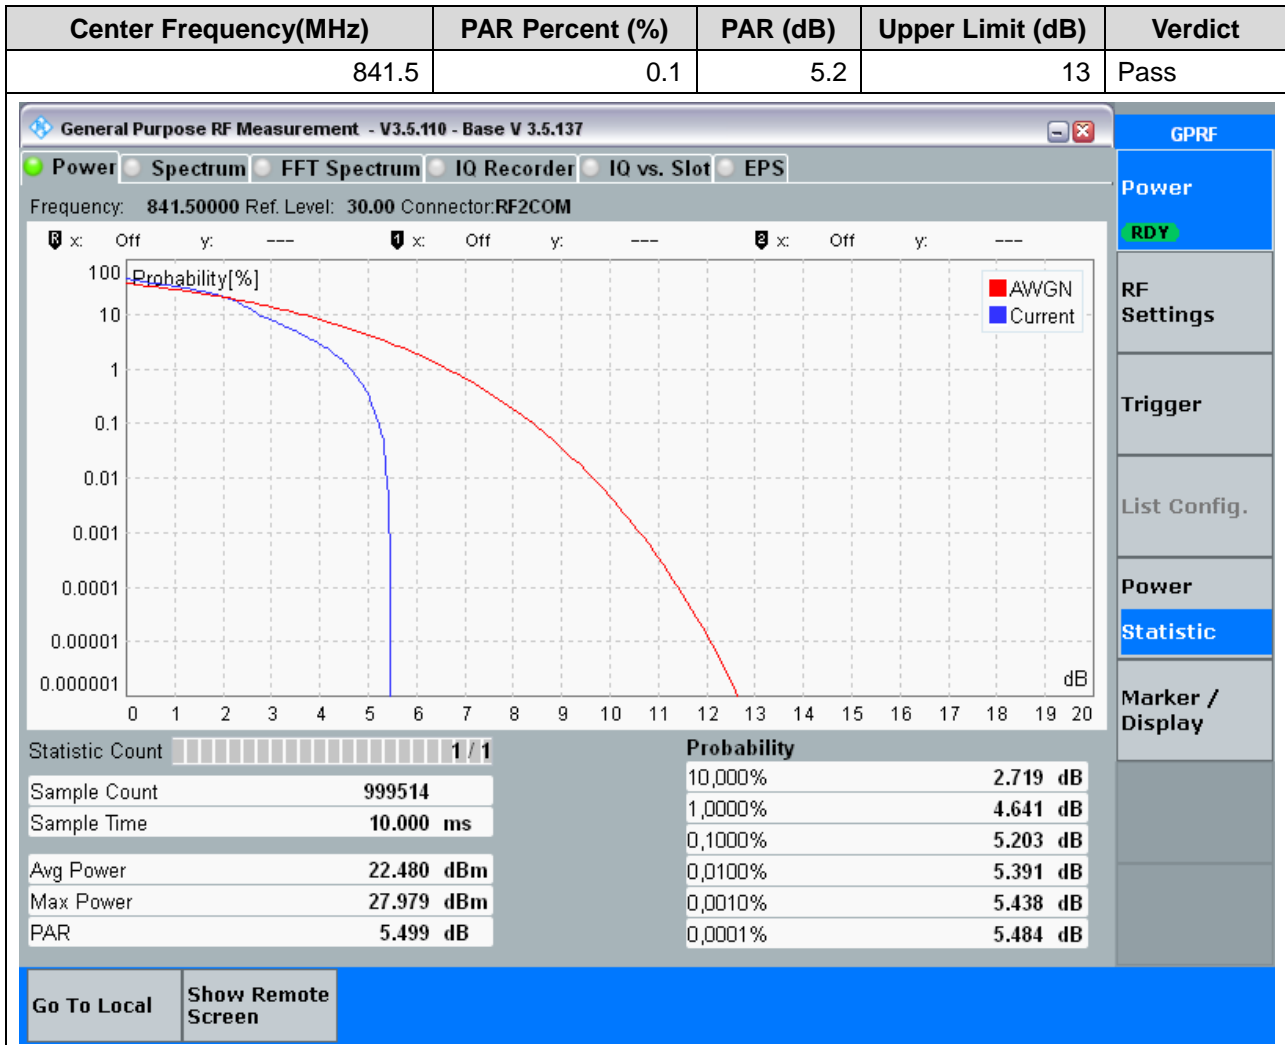 Center Frequency(MHz) PAR Percent (%) PAR (dB) Upper Limit (dB) Verdict
841.5 0.1 5.2 13 Pass
General Purpose RF Measurement - V3.5.110 - Base V 3.5.137
GPRF
Power Spectrum FFT Spectrum IQ Recorder IQ vs. Slot EPS
Power
RDY
Frequency: 841.50000 Ref. Level: 30.00 Connector:RF2COM
R x: Off y: --- 1 x: Off y: --- 2 x: Off y: ---
Probability[%]
AWGN
Current
100
10
1
0.1
0.01
0.001
0.0001
0.00001
0.000001
dB
0 1 2 3 4 5 6 7 8 9 10 11 12 13 14 15 16 17 18 19 20
RF
Settings
Trigger
List Config.
Power
Statistic
Marker /
Display
Statistic Count 1 / 1
Sample Count 999514
Sample Time 10.000 ms
Avg Power 22.480 dBm
Max Power 27.979 dBm
PAR 5.499 dB
Probability
10,000% 2.719 dB
1,0000% 4.641 dB
0,1000% 5.203 dB
0,0100% 5.391 dB
0,0010% 5.438 dB
0,0001% 5.484 dB
Go To Local
Show Remote
Screen